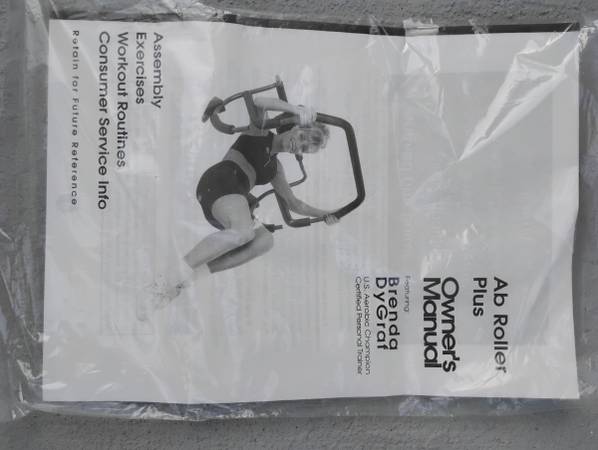 Ab Roller
Plus
Owner's
Manual
Featuring
Brenda
DyGraf
U.S. Aerobic Champion
Certified Personal Trainer
Assembly
Exercises
Workout Routines
Consumer Service Info
Retain for Future Reference